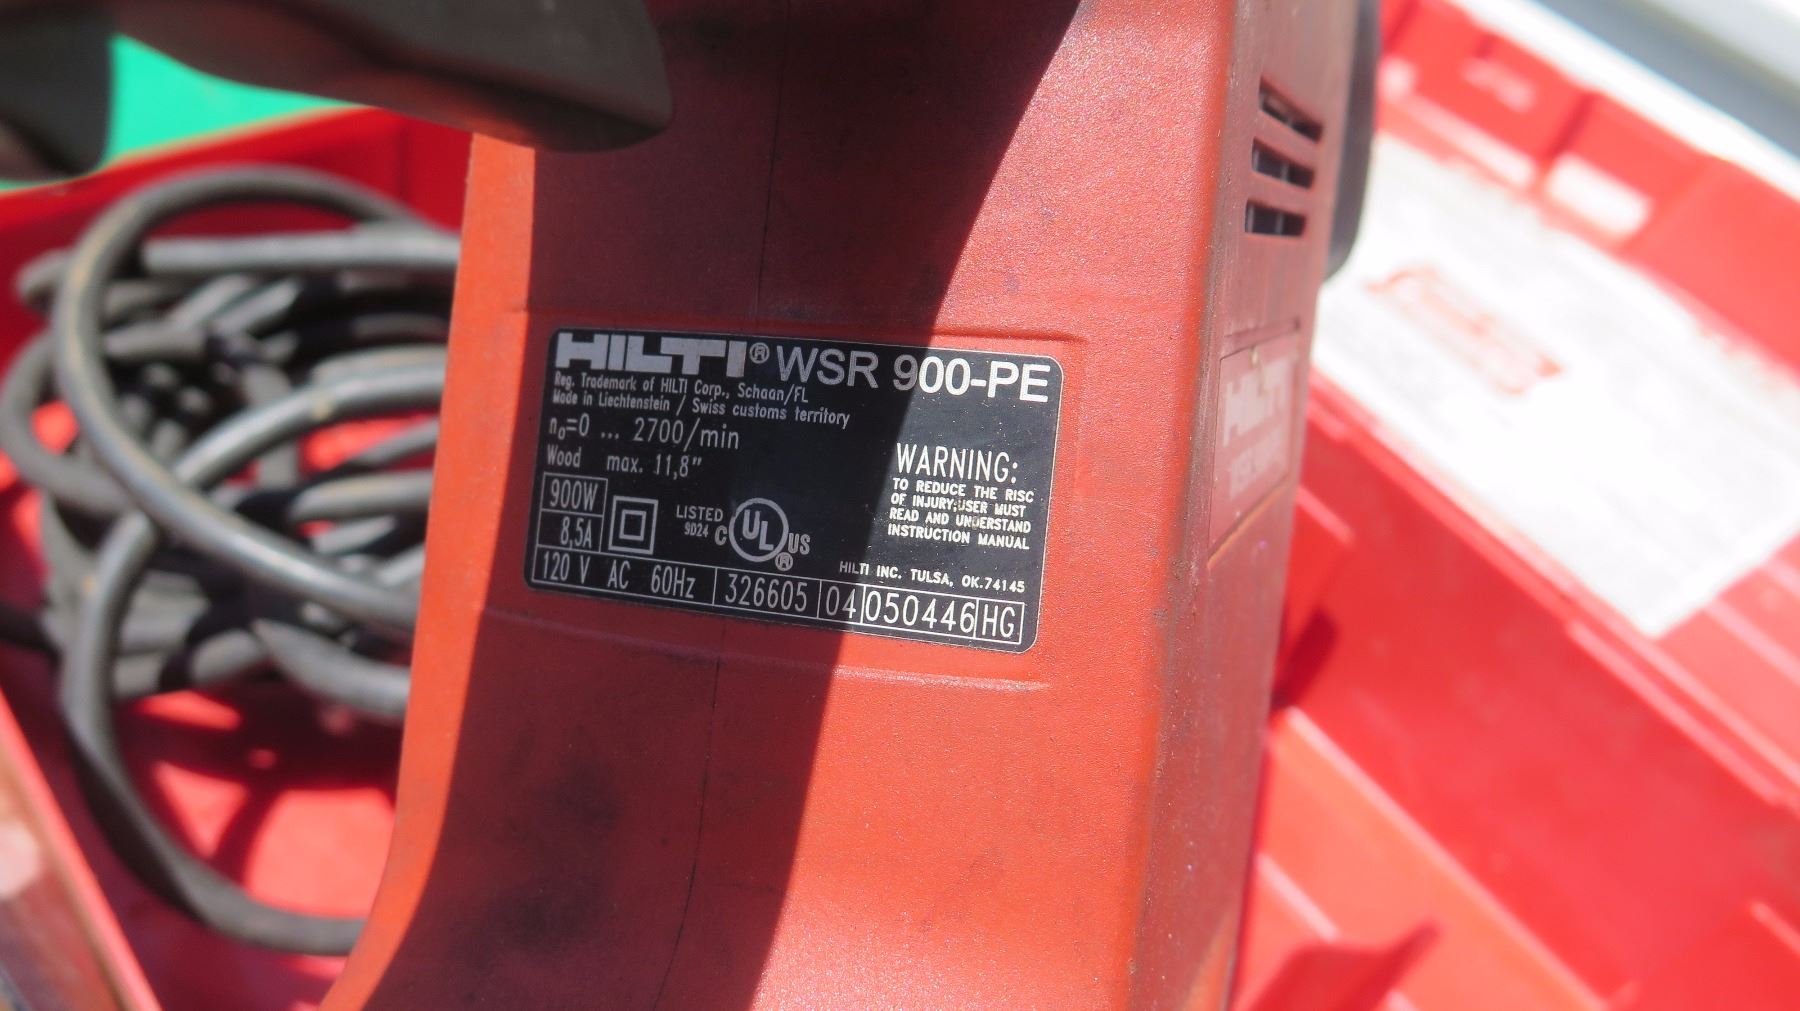 HILTI® WSR 900-PE
Reg. Trademark of HILTI Corp., Schaan/FL
Made in Liechtenstein / Swiss customs territory
n₀=0 ... 2700/min
Wood max. 11,8"
900W
8,5A
LISTED
9D24
C UL US ®
WARNING:
TO REDUCE THE RISC
OF INJURY;USER MUST
READ AND UNDERSTAND
INSTRUCTION MANUAL
HILTI INC. TULSA, OK.74145
120 V AC 60Hz 326605 04 050446 HG
HILTI